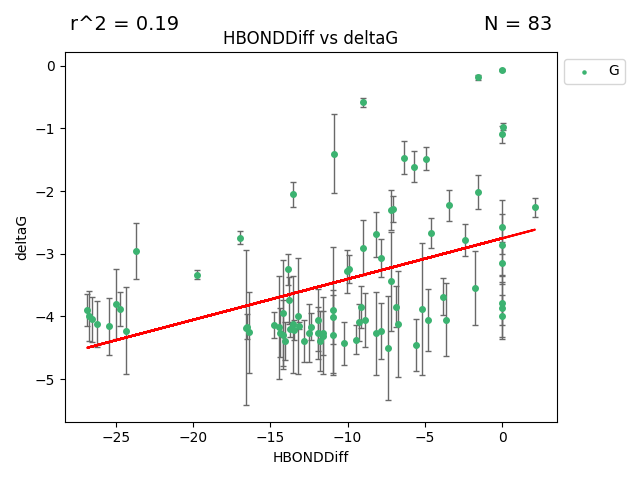 r^2 = 0.19
N = 83
HBONDDiff vs deltaG
G
deltaG
0
−1
−2
−3
−4
−5
−25
−20
−15
−10
−5
0
HBONDDiff